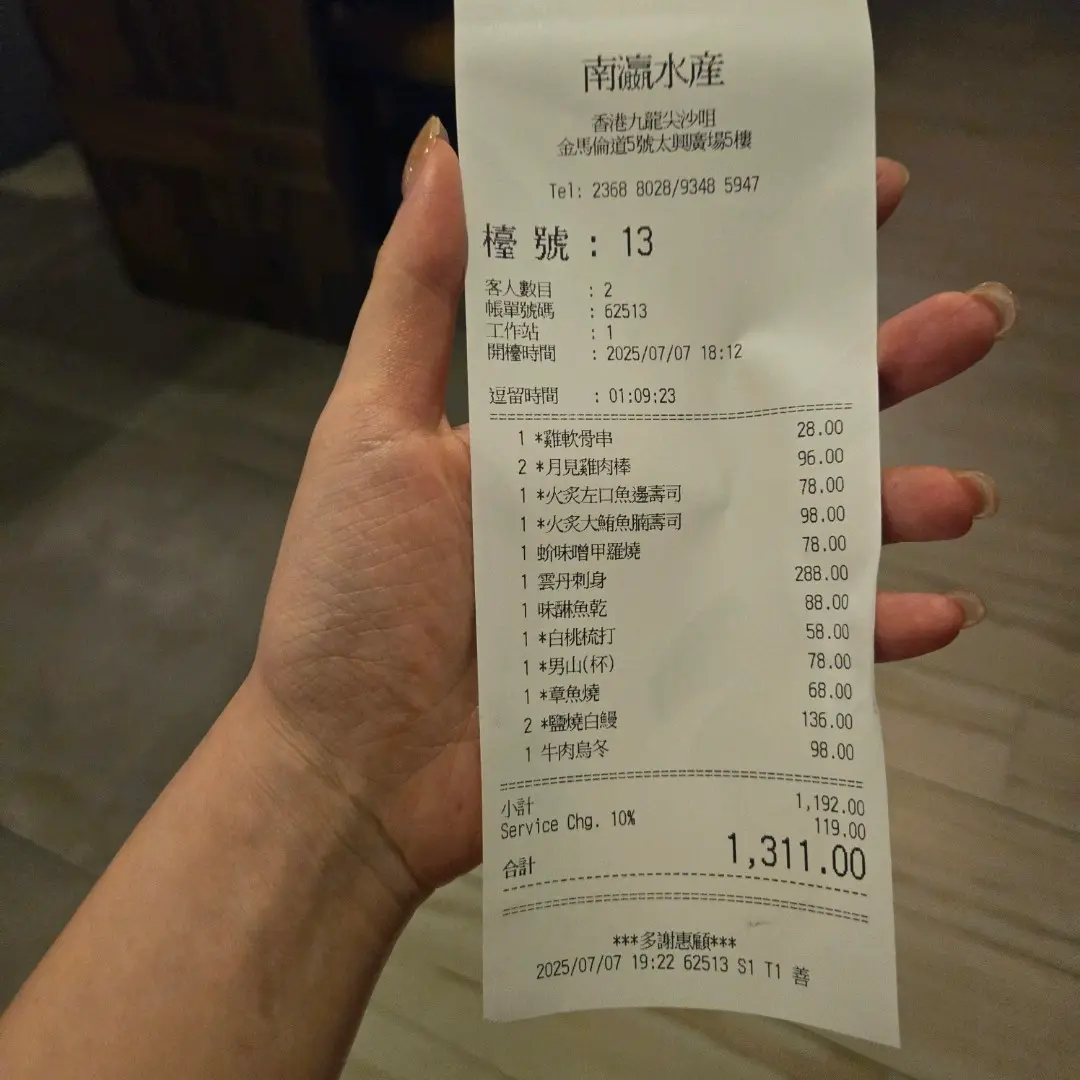 南瀛水産
香港九龍尖沙咀
金馬倫道5號太興廣場5樓
Tel: 2368 8028/9348 5947
檯 號 : 13
客人數目 : 2
帳單號碼 : 62513
工作站 : 1
開檯時間 : 2025/07/07 18:12
逗留時間 : 01:09:23
1 *雞軟骨串 28.00
2 *月見雞肉棒 96.00
1 *火炙左口魚邊壽司 78.00
1 *火炙大鮪魚腩壽司 98.00
1 蚧味噌甲羅燒 78.00
1 雲丹刺身 288.00
1 味醂魚乾 88.00
1 *白桃梳打 58.00
1 *男山(杯) 78.00
1 *章魚燒 68.00
2 *鹽燒白鰻 136.00
1 牛肉烏冬 98.00
小計 1,192.00
Service Chg. 10% 119.00
合計 1,311.00
***多謝惠顧***
2025/07/07 19:22 62513 S1 T1 善